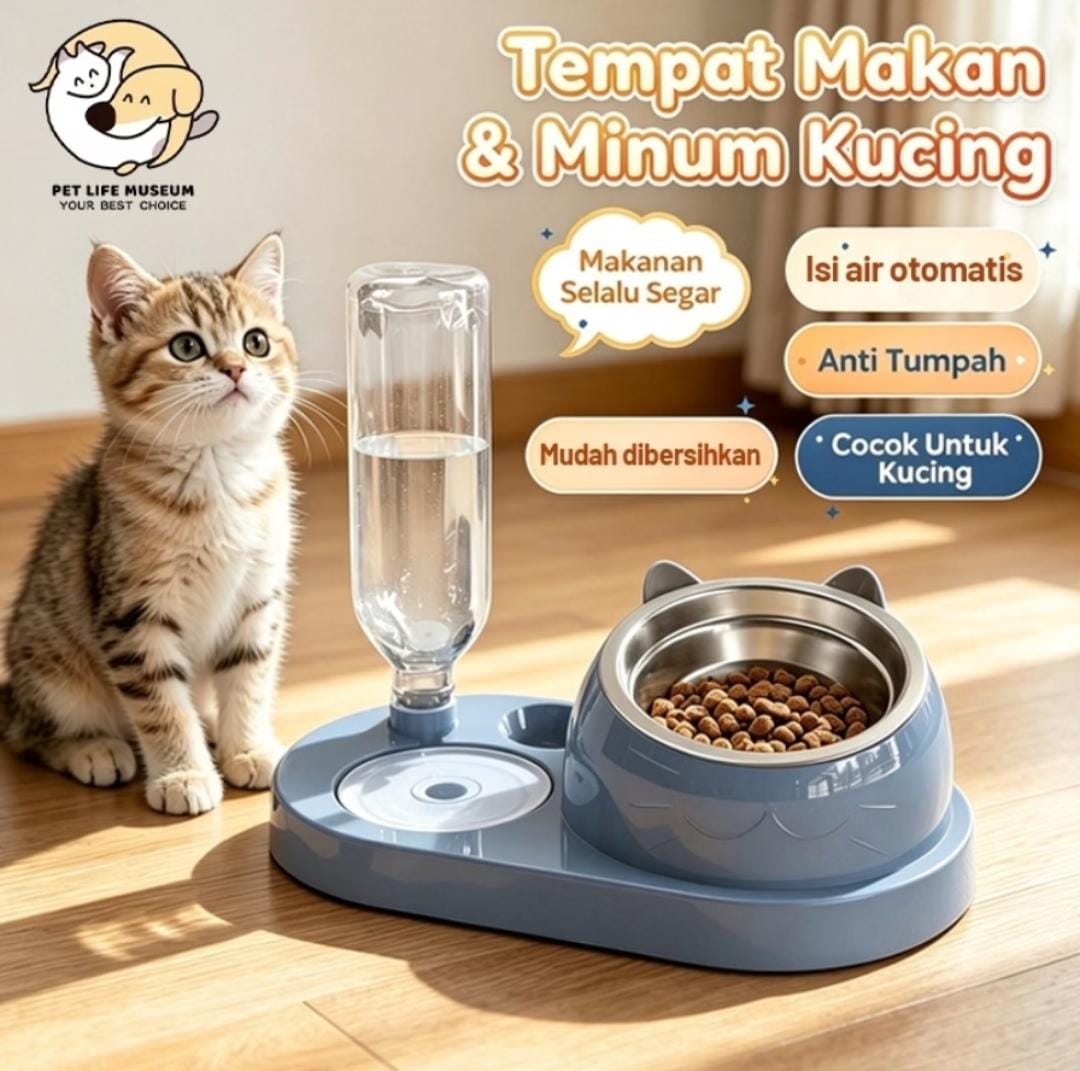 PET LIFE MUSEUM
YOUR BEST CHOICE
Tempat Makan
& Minum Kucing
Makanan
Selalu Segar
Isi air otomatis
Anti Tumpah
Mudah dibersihkan
Cocok Untuk
Kucing